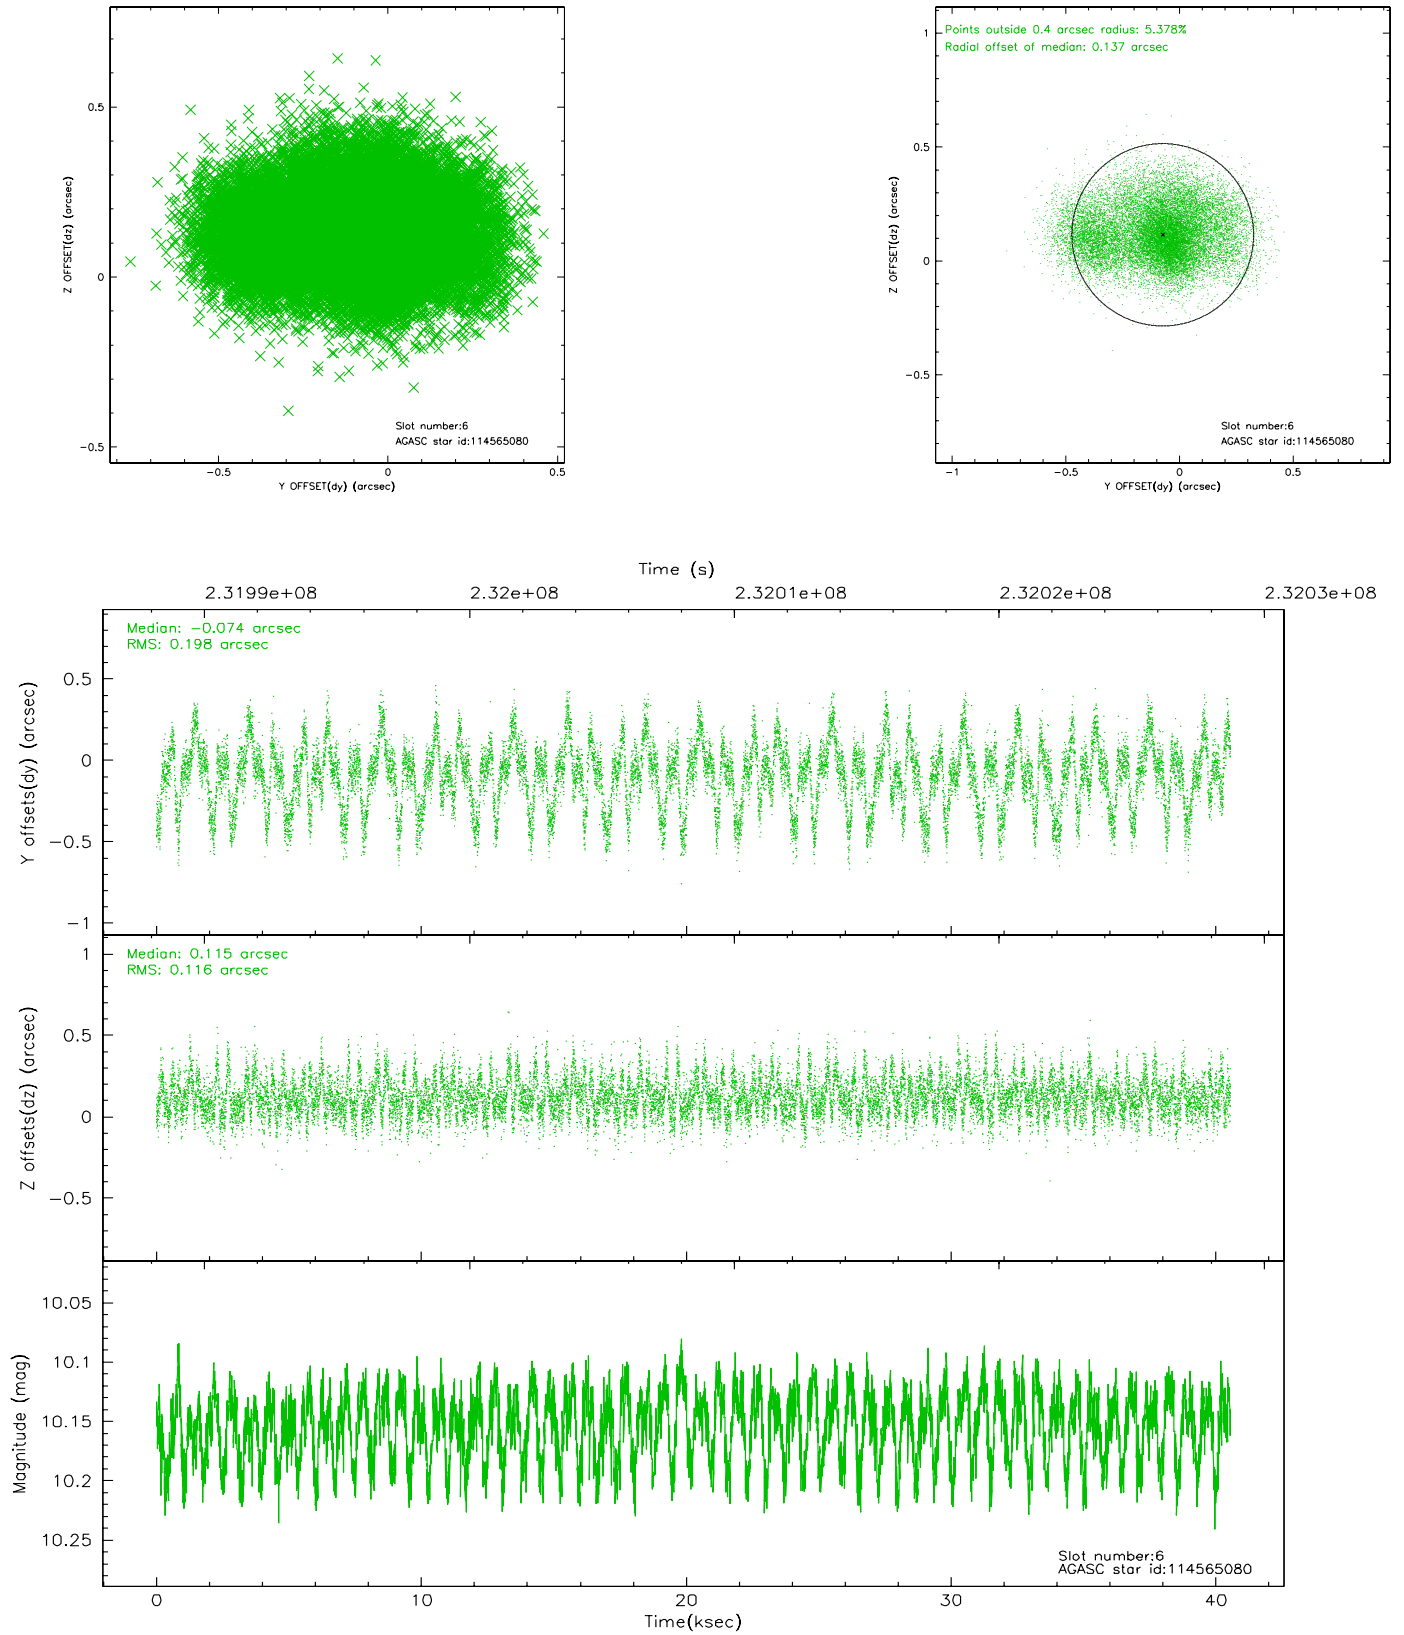 0.5
0
−0.5
Z OFFSET(dz) (arcsec)
Slot number:6
AGASC star id:114565080
−0.5
0
0.5
Y OFFSET(dy) (arcsec)
Points outside 0.4 arcsec radius: 5.378%
Radial offset of median: 0.137 arcsec
1
0.5
0
−0.5
Z OFFSET(dz) (arcsec)
Slot number:6
AGASC star id:114565080
−1
−0.5
0
0.5
Y OFFSET(dy) (arcsec)
Time (s)
2.3199e+08
2.32e+08
2.3201e+08
2.3202e+08
2.3203e+08
Median: −0.074 arcsec
RMS: 0.198 arcsec
0.5
0
−0.5
−1
Y offsets(dy) (arcsec)
Median: 0.115 arcsec
RMS: 0.116 arcsec
1
0.5
0
−0.5
Z offsets(dz) (arcsec)
10.05
10.1
10.15
10.2
10.25
Magnitude (mag)
Slot number:6
AGASC star id:114565080
0
10
20
30
40
Time(ksec)